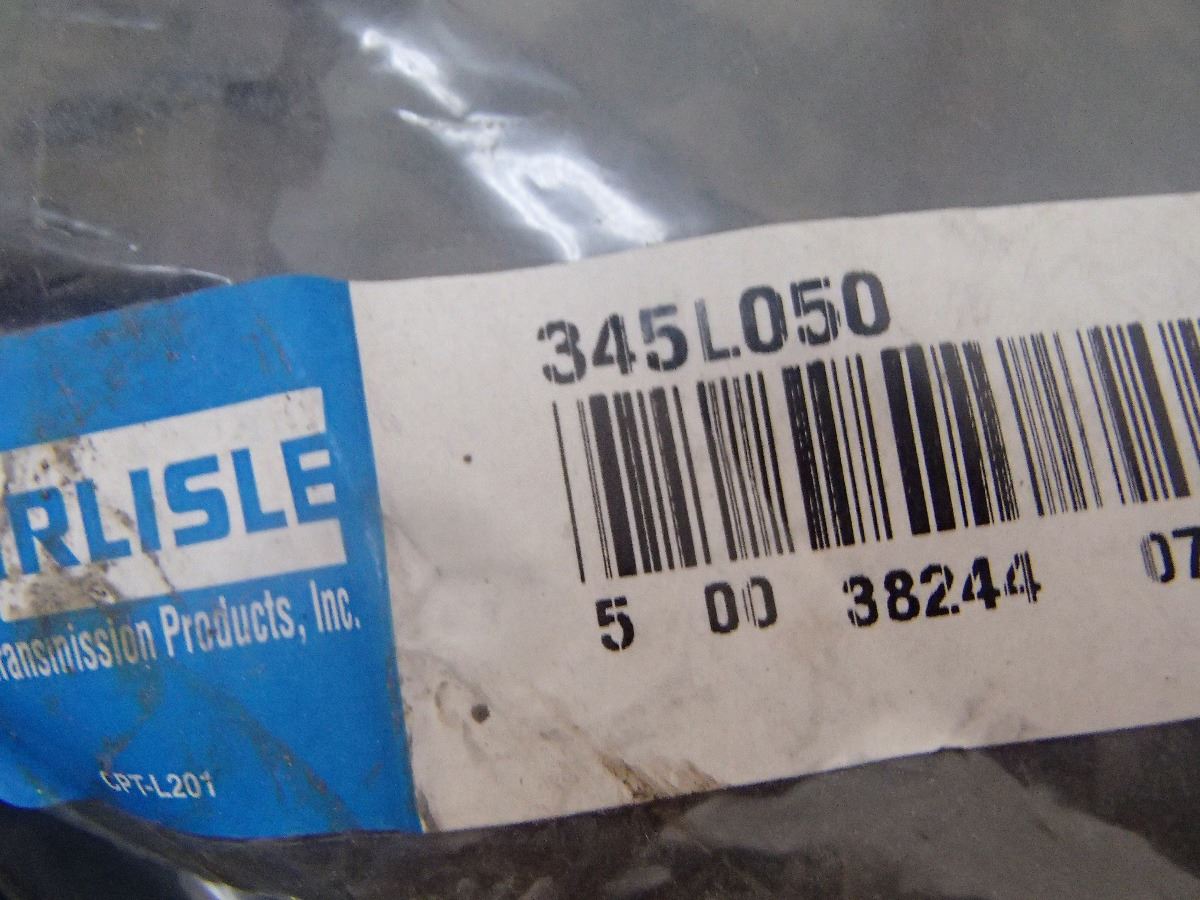 345L050
RLISLE
ransmission Products, Inc.
5 00 38244 07
CPT-L201